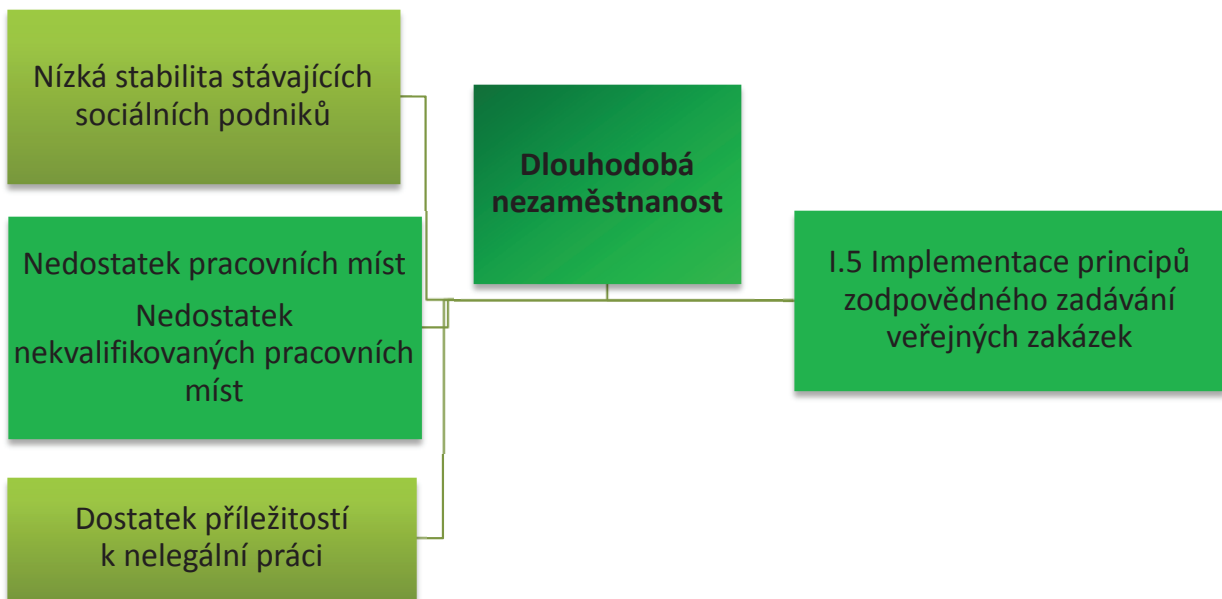 Nízká stabilita stávajících
sociálních podniků
Dlouhodobá
nezaměstnanost
Nedostatek pracovních míst
Nedostatek
nekvalifikovaných pracovních
míst
I.5 Implementace principů
zodpovědného zadávání
veřejných zakázek
Dostatek příležitostí
k nelegální práci